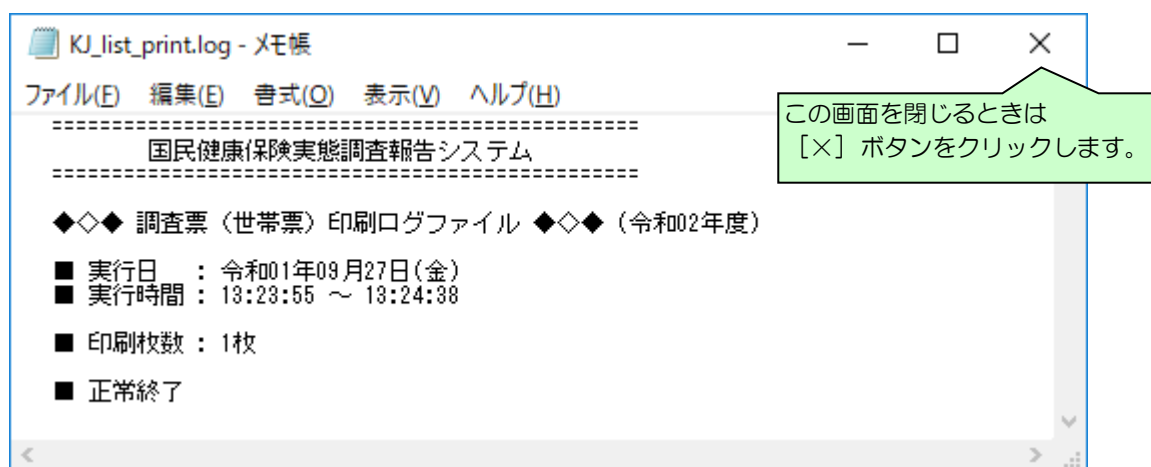 KJ_list_print.log - メモ帳
ファイル(F) 編集(E) 書式(O) 表示(V) ヘルプ(H)
この画面を閉じるときは
［×］ボタンをクリックします。
=================================================
国民健康保険実態調査報告システム
=================================================
◆◇◆ 調査票（世帯票）印刷ログファイル ◆◇◆（令和02年度）
■ 実行日　：令和01年09月27日(金)
■ 実行時間：13:23:55 ～ 13:24:38
■ 印刷枚数：1枚
■ 正常終了